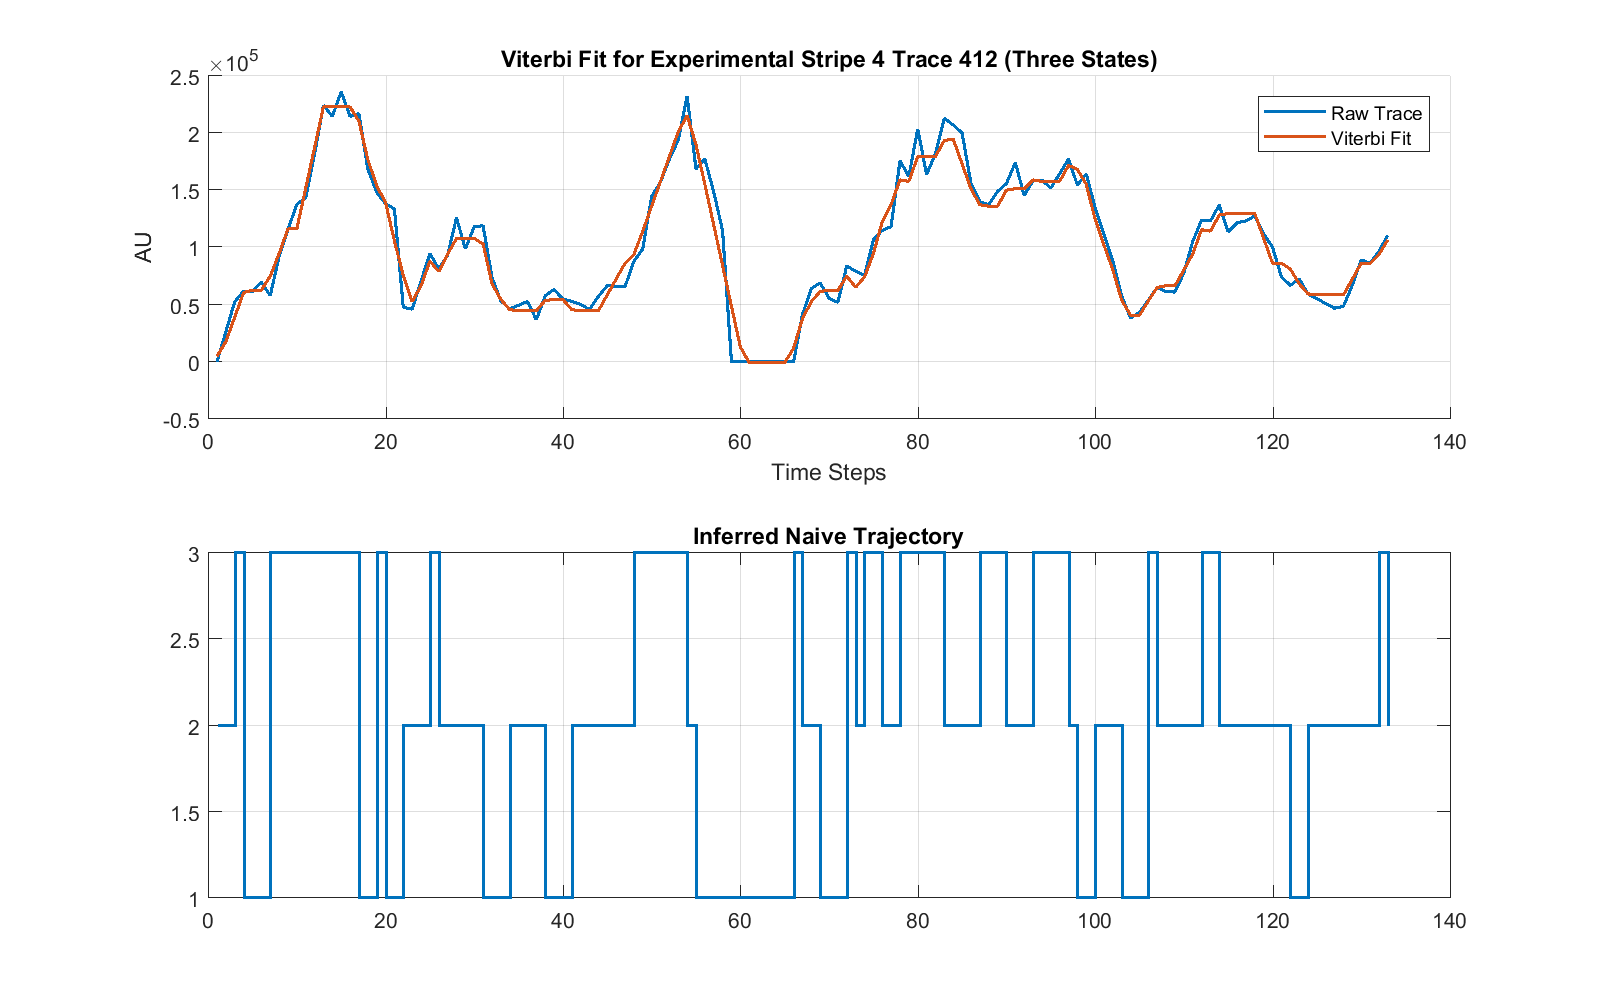 Viterbi Fit for Experimental Stripe 4 Trace 412 (Three States)
×10^5
2.5
2
1.5
1
0.5
0
-0.5
AU
Raw Trace
Viterbi Fit
0 20 40 60 80 100 120 140
Time Steps
Inferred Naive Trajectory
3
2.5
2
1.5
1
0 20 40 60 80 100 120 140